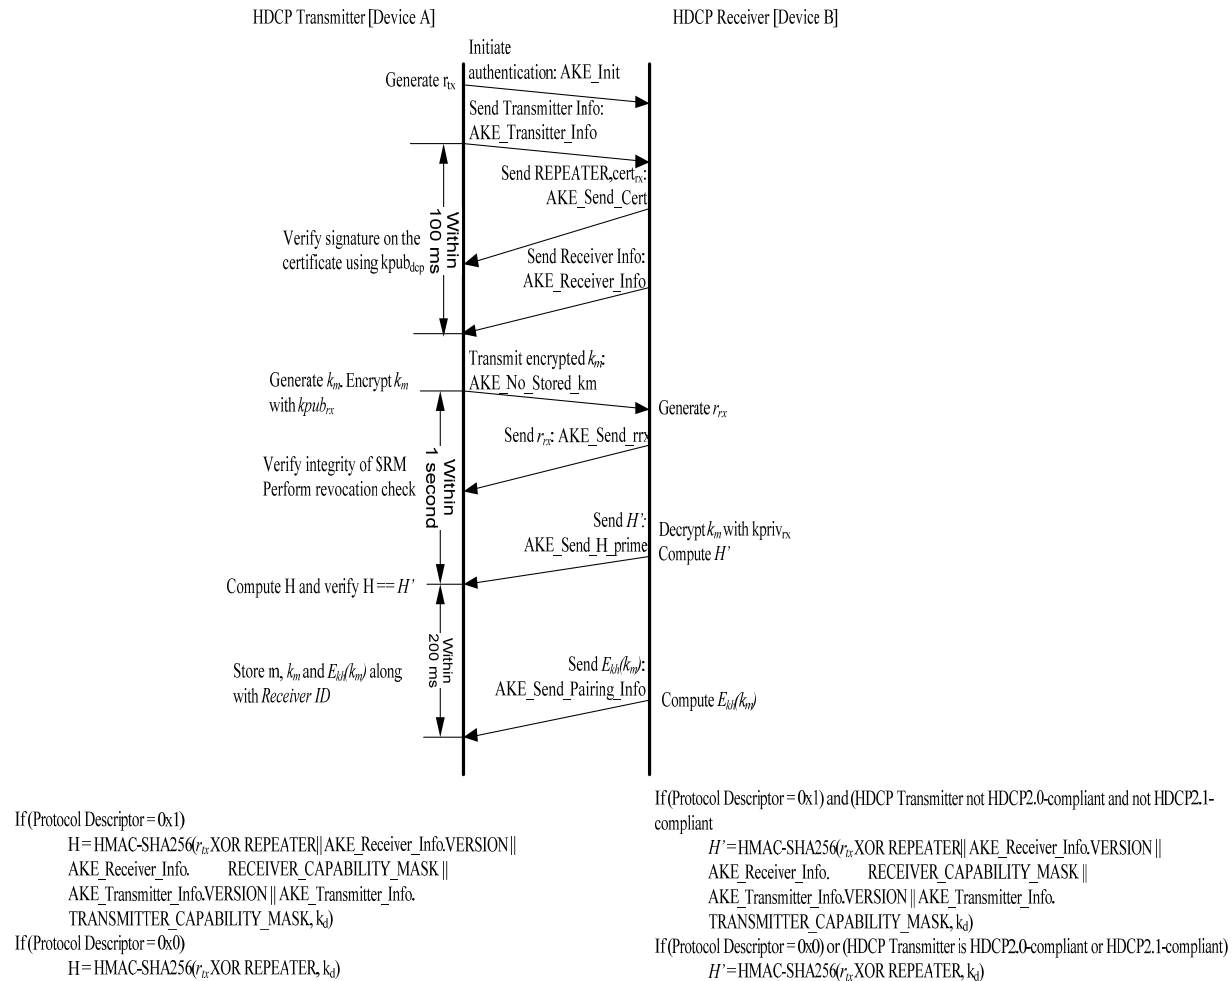 HDCP Transmitter [Device A]
HDCP Receiver [Device B]
Initiate
authentication: AKE_Init
Generate rtx
Send Transmitter Info:
AKE_Transitter_Info
Send REPEATER,certrx:
AKE_Send_Cert
Within
100 ms
Verify signature on the
certificate using kpubdcp
Send Receiver Info:
AKE_Receiver_Info
Transmit encrypted km:
AKE_No_Stored_km
Generate km. Encrypt km
with kpubrx
Generate rrx
Send rrx: AKE_Send_rrx
Within
1 second
Verify integrity of SRM
Perform revocation check
Send H':
AKE_Send_H_prime
Decrypt km with kprivrx
Compute H'
Compute H and verify H == H'
Within
200 ms
Send Ekh(km):
AKE_Send_Pairing_Info
Store m, km and Ekh(km) along
with Receiver ID
Compute Ekh(km)
If (Protocol Descriptor = 0x1)
H = HMAC-SHA256(rtx XOR REPEATER|| AKE_Receiver_Info.VERSION ||
AKE_Receiver_Info. RECEIVER_CAPABILITY_MASK ||
AKE_Transmitter_Info.VERSION || AKE_Transmitter_Info.
TRANSMITTER_CAPABILITY_MASK, kd)
If (Protocol Descriptor = 0x0)
H = HMAC-SHA256(rtx XOR REPEATER, kd)
If (Protocol Descriptor = 0x1) and (HDCP Transmitter not HDCP2.0-compliant and not HDCP2.1-
compliant
H' = HMAC-SHA256(rtx XOR REPEATER|| AKE_Receiver_Info.VERSION ||
AKE_Receiver_Info. RECEIVER_CAPABILITY_MASK ||
AKE_Transmitter_Info.VERSION || AKE_Transmitter_Info.
TRANSMITTER_CAPABILITY_MASK, kd)
If (Protocol Descriptor = 0x0) or (HDCP Transmitter is HDCP2.0-compliant or HDCP2.1-compliant)
H' = HMAC-SHA256(rtx XOR REPEATER, kd)